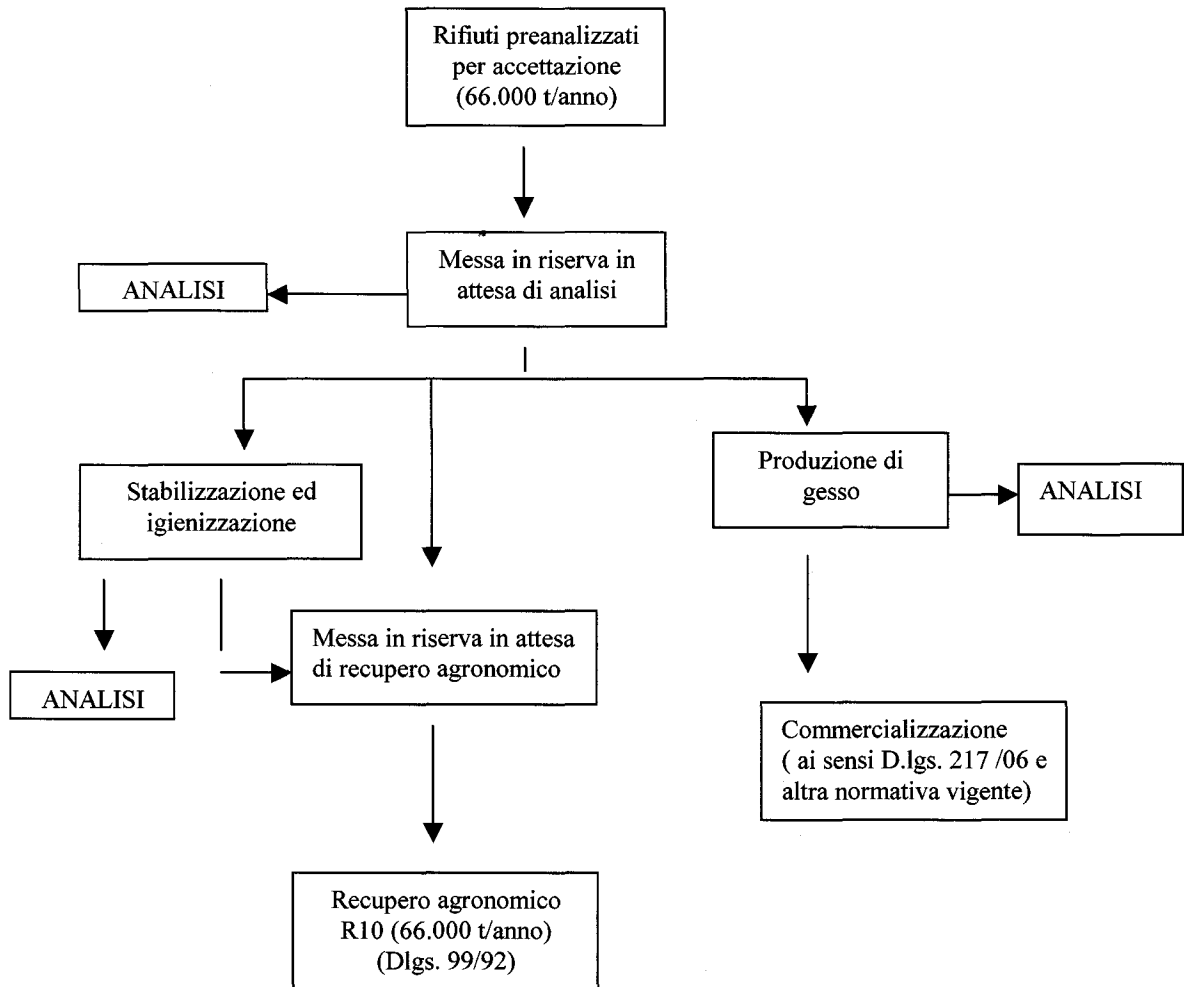 Rifiuti preanalizzati
per accettazione
(66.000 t/anno)
Messa in riserva in
attesa di analisi
ANALISI
Stabilizzazione ed
igienizzazione
Produzione di
gesso
ANALISI
Messa in riserva in attesa
di recupero agronomico
ANALISI
Commercializzazione
( ai sensi D.lgs. 217 /06 e
altra normativa vigente)
Recupero agronomico
R10 (66.000 t/anno)
(Dlgs. 99/92)